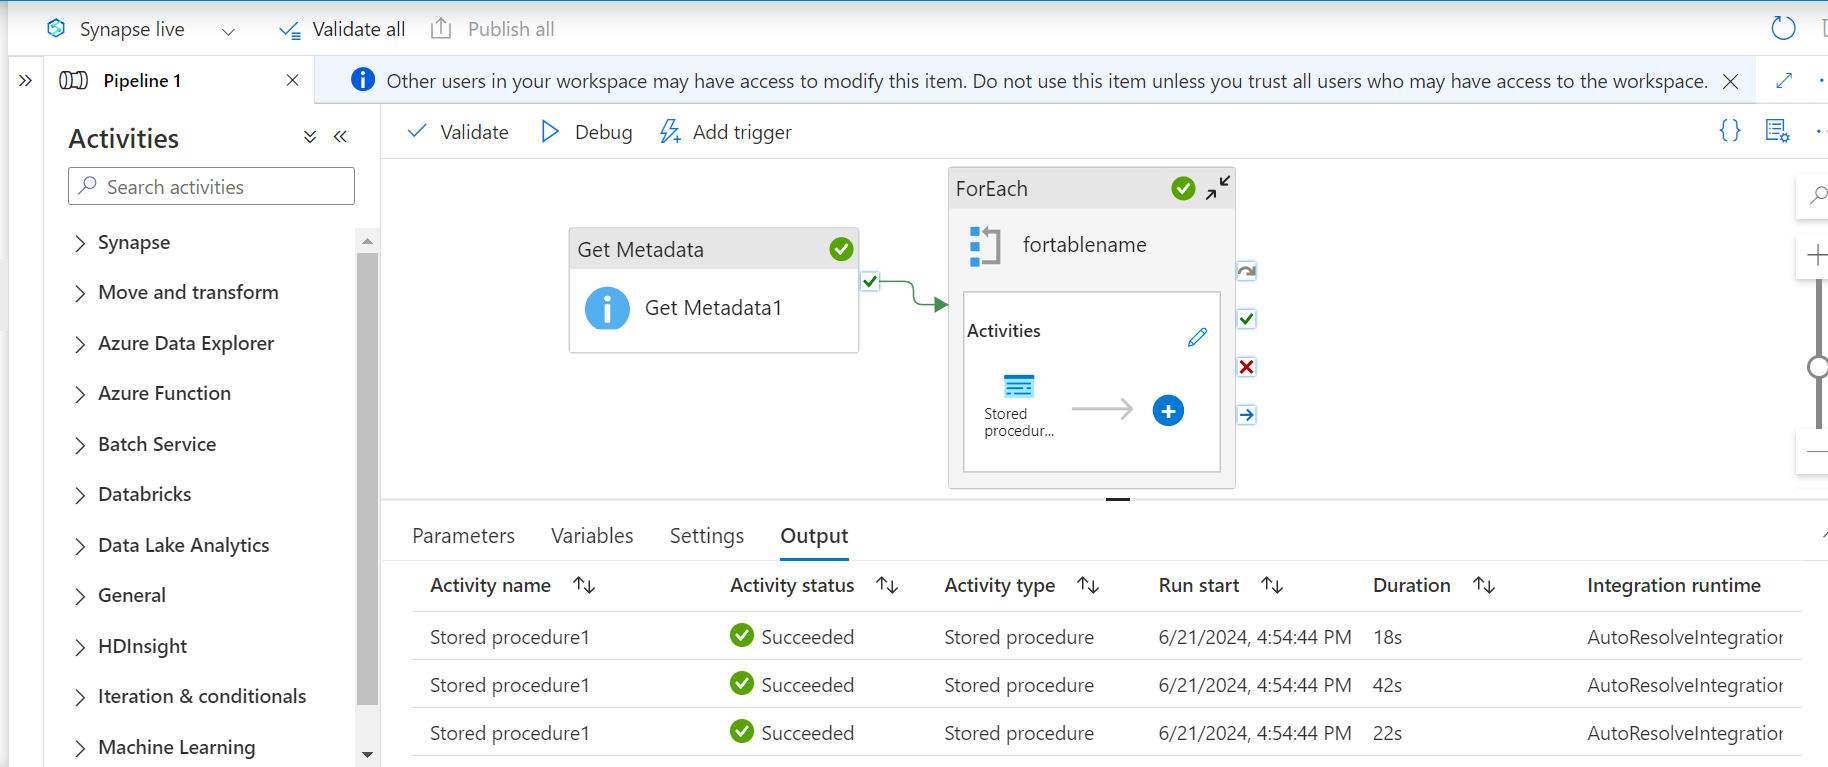 Synapse live Validate all Publish all
Pipeline 1 Other users in your workspace may have access to modify this item. Do not use this item unless you trust all users who may have access to the workspace.
Activities
Search activities
Synapse
Move and transform
Azure Data Explorer
Azure Function
Batch Service
Databricks
Data Lake Analytics
General
HDInsight
Iteration & conditionals
Machine Learning
Validate Debug Add trigger
Get Metadata
Get Metadata1
ForEach
fortablename
Activities
Stored
procedur...
Parameters Variables Settings Output
Activity name Activity status Activity type Run start Duration Integration runtime
Stored procedure1 Succeeded Stored procedure 6/21/2024, 4:54:44 PM 18s AutoResolveIntegration
Stored procedure1 Succeeded Stored procedure 6/21/2024, 4:54:44 PM 42s AutoResolveIntegration
Stored procedure1 Succeeded Stored procedure 6/21/2024, 4:54:44 PM 22s AutoResolveIntegration